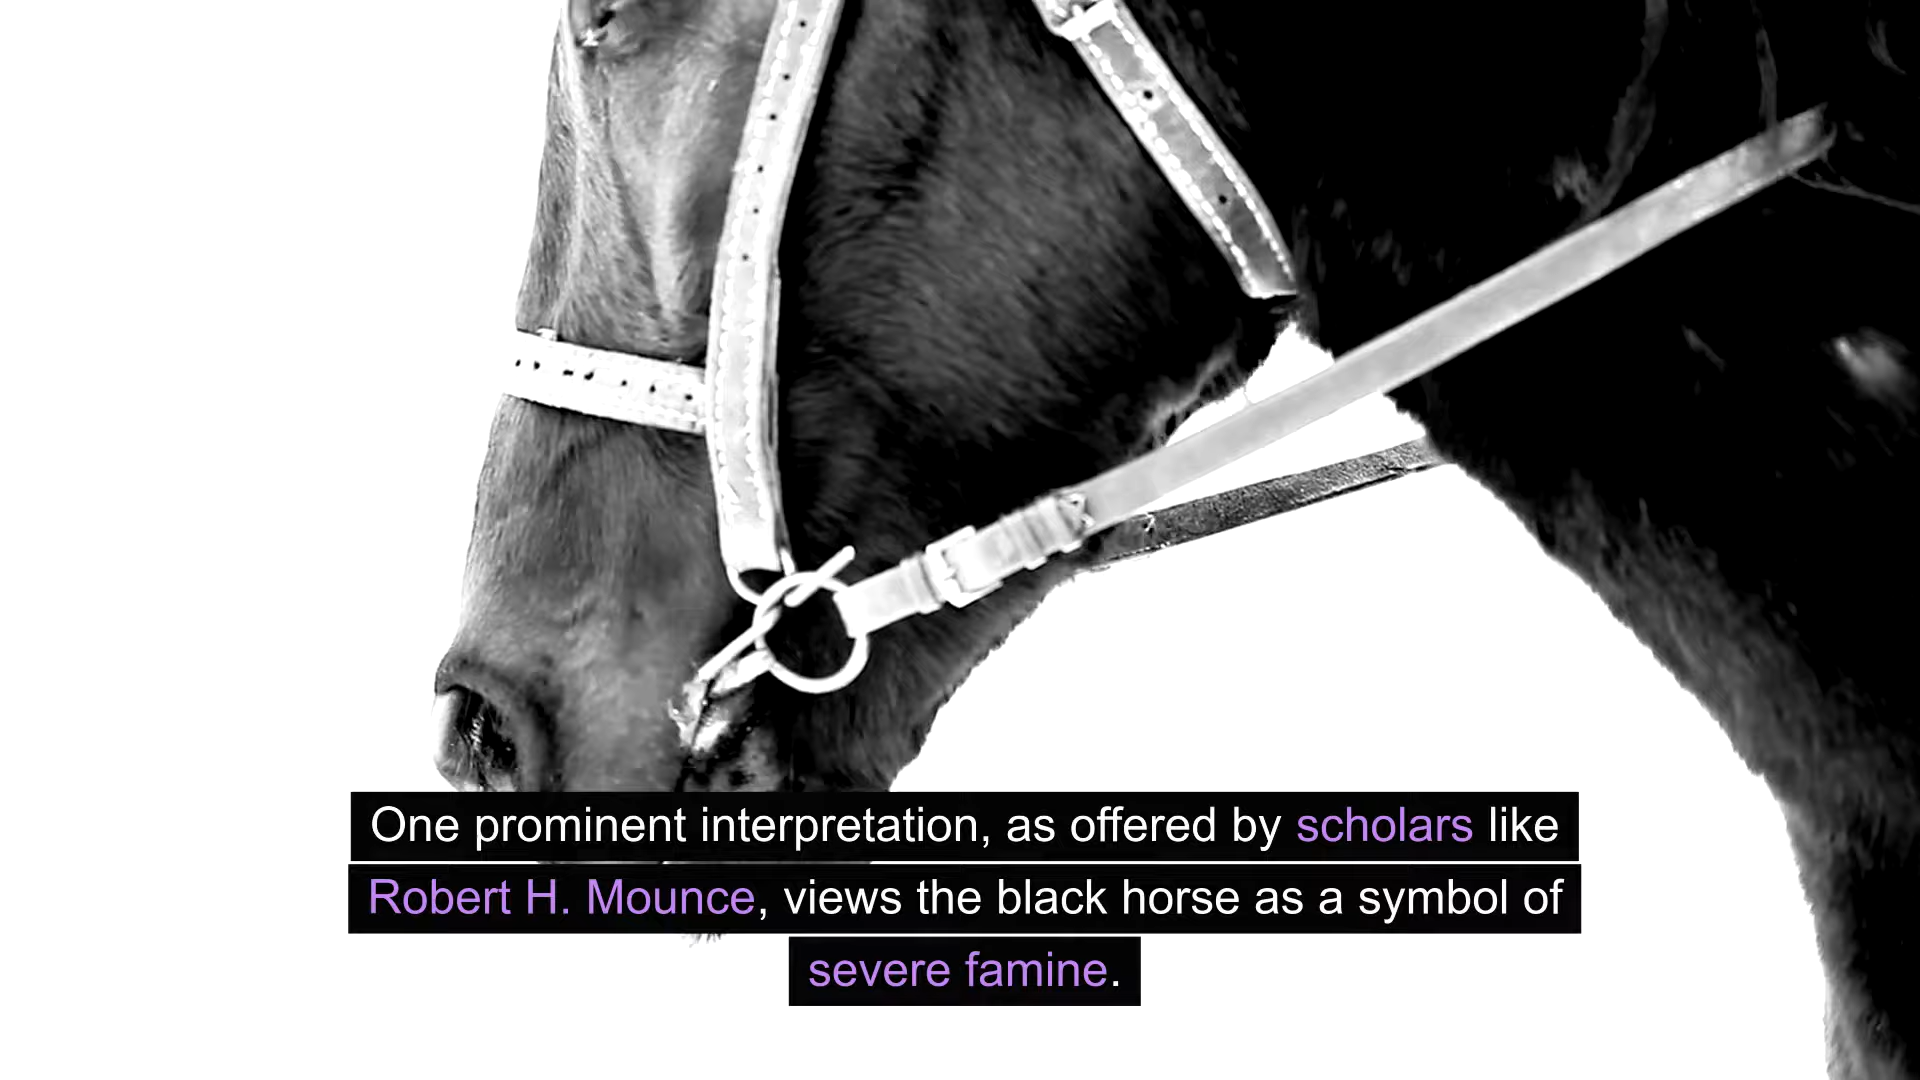 One prominent interpretation, as offered by scholars like
Robert H. Mounce, views the black horse as a symbol of
severe famine.